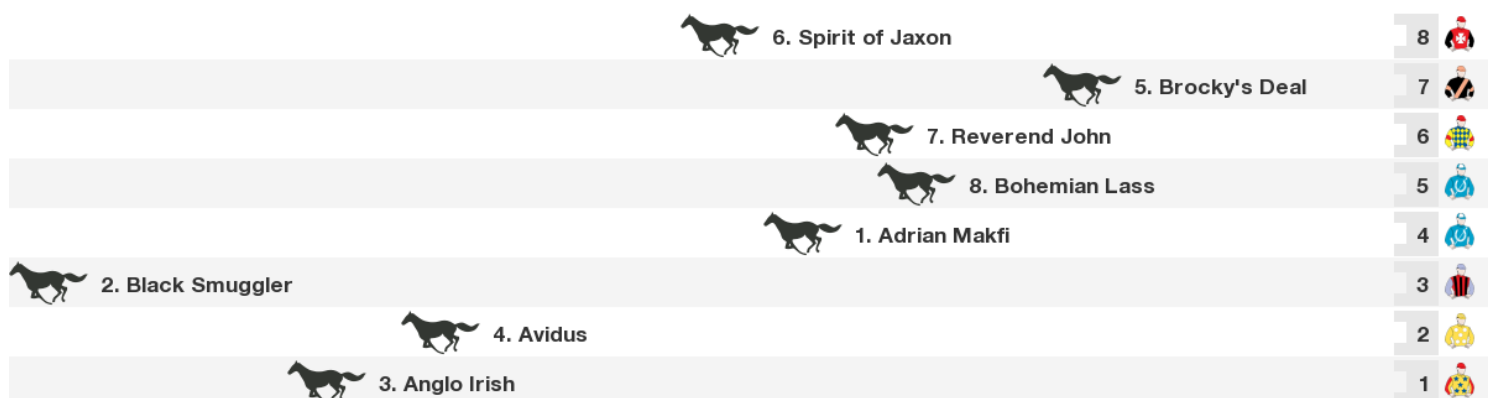 6. Spirit of Jaxon 8
5. Brocky's Deal 7
7. Reverend John 6
8. Bohemian Lass 5
1. Adrian Makfi 4
2. Black Smuggler 3
4. Avidus 2
3. Anglo Irish 1